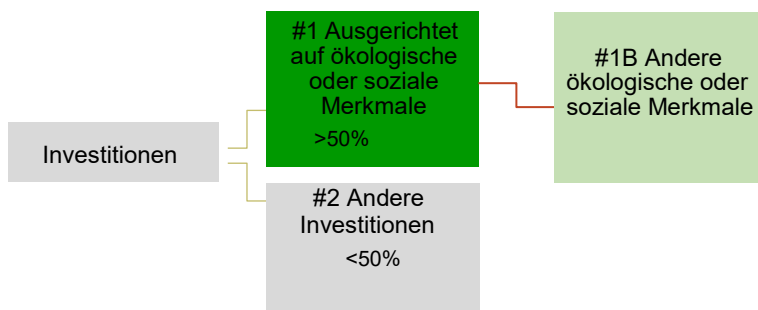 Investitionen
#1 Ausgerichtet
auf ökologische
oder soziale
Merkmale
>50%
#2 Andere
Investitionen
<50%
#1B Andere
ökologische oder
soziale Merkmale